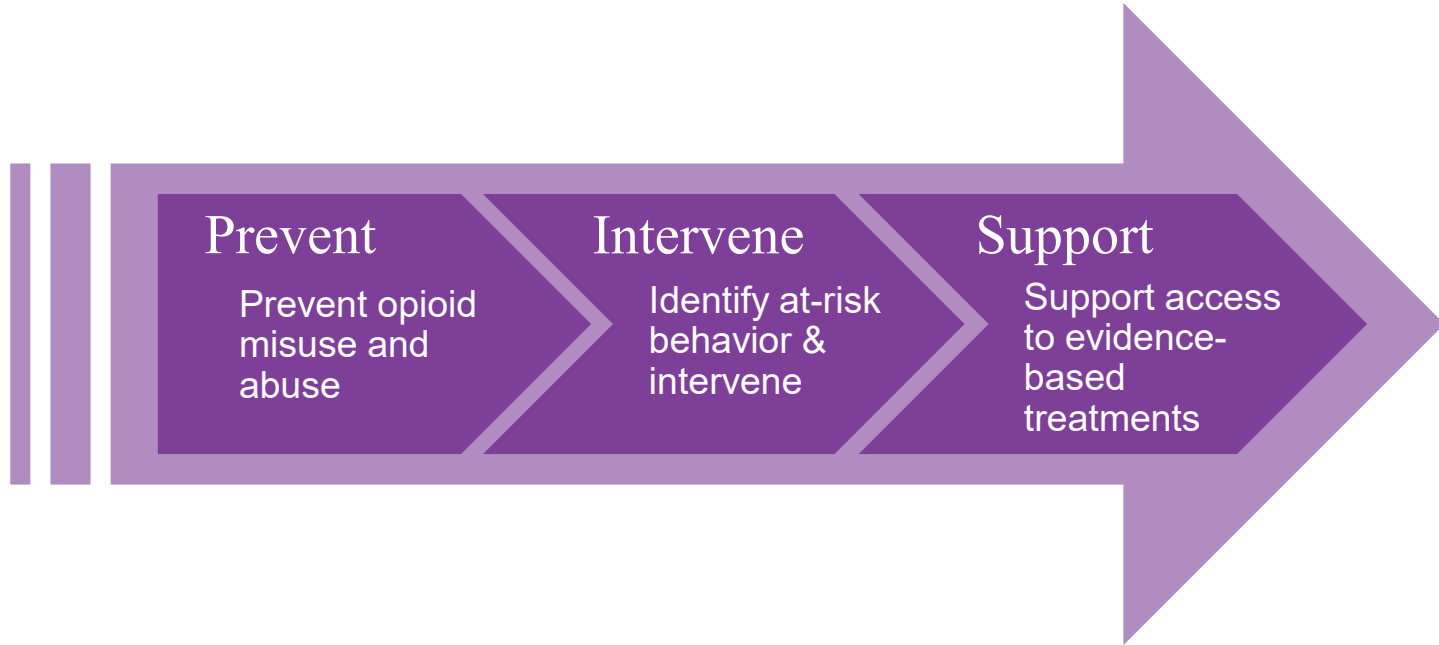 Prevent
Prevent opioid
misuse and
abuse
Intervene
Identify at-risk
behavior &
intervene
Support
Support access
to evidence-
based
treatments